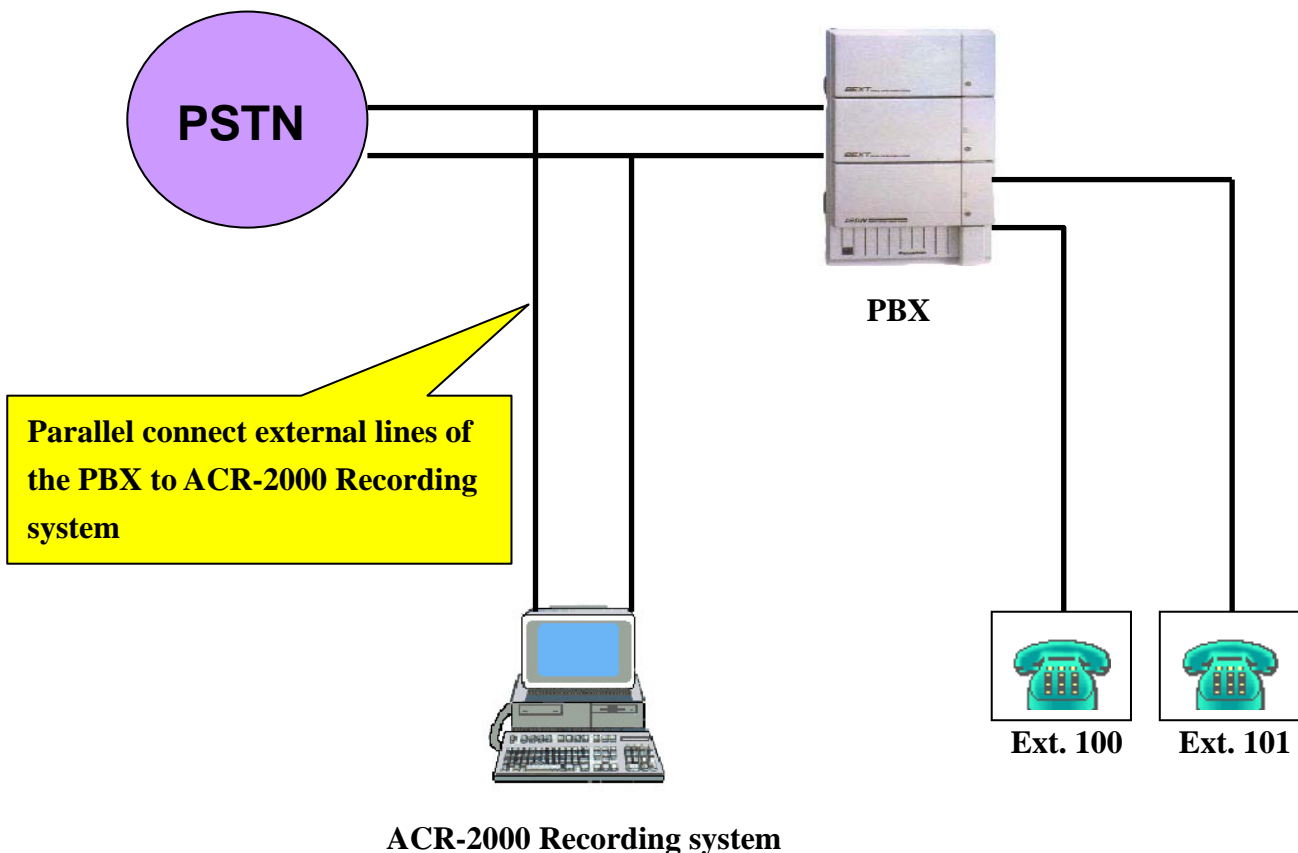 PSTN
PBX
Parallel connect external lines of
the PBX to ACR-2000 Recording
system
Ext. 100
Ext. 101
ACR-2000 Recording system